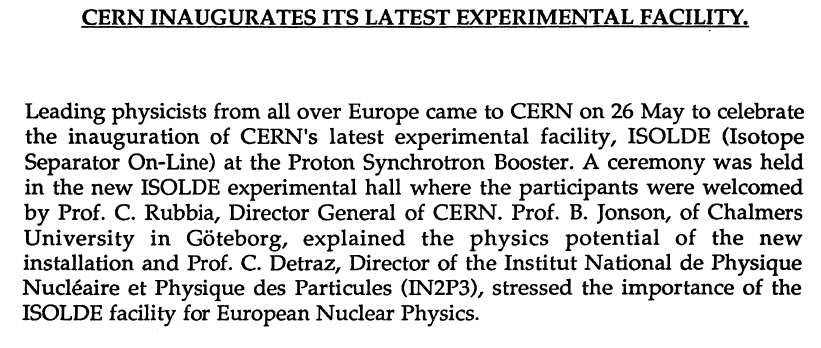 CERN INAUGURATES ITS LATEST EXPERIMENTAL FACILITY.
Leading physicists from all over Europe came to CERN on 26 May to celebrate
the inauguration of CERN's latest experimental facility, ISOLDE (Isotope
Separator On-Line) at the Proton Synchrotron Booster. A ceremony was held
in the new ISOLDE experimental hall where the participants were welcomed
by Prof. C. Rubbia, Director General of CERN. Prof. B. Jonson, of Chalmers
University in Göteborg, explained the physics potential of the new
installation and Prof. C. Detraz, Director of the Institut National de Physique
Nucléaire et Physique des Particules (IN2P3), stressed the importance of the
ISOLDE facility for European Nuclear Physics.